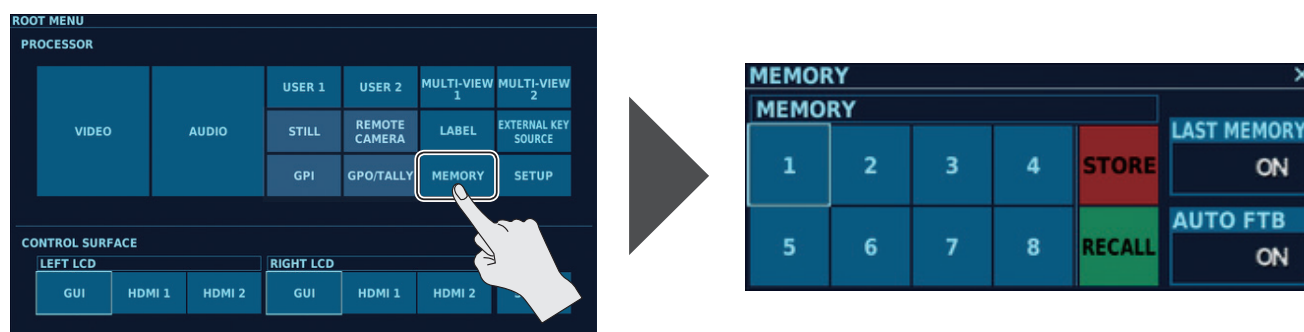 ROOT MENU
PROCESSOR
VIDEO
AUDIO
USER 1
USER 2
MULTI-VIEW
1
MULTI-VIEW
2
STILL
REMOTE
CAMERA
LABEL
EXTERNAL KEY
SOURCE
GPI
GPO/TALLY
MEMORY
SETUP
CONTROL SURFACE
LEFT LCD
RIGHT LCD
GUI
HDMI 1
HDMI 2
GUI
HDMI 1
HDMI 2
MEMORY
×
MEMORY
1
2
3
4
STORE
5
6
7
8
RECALL
LAST MEMORY
ON
AUTO FTB
ON